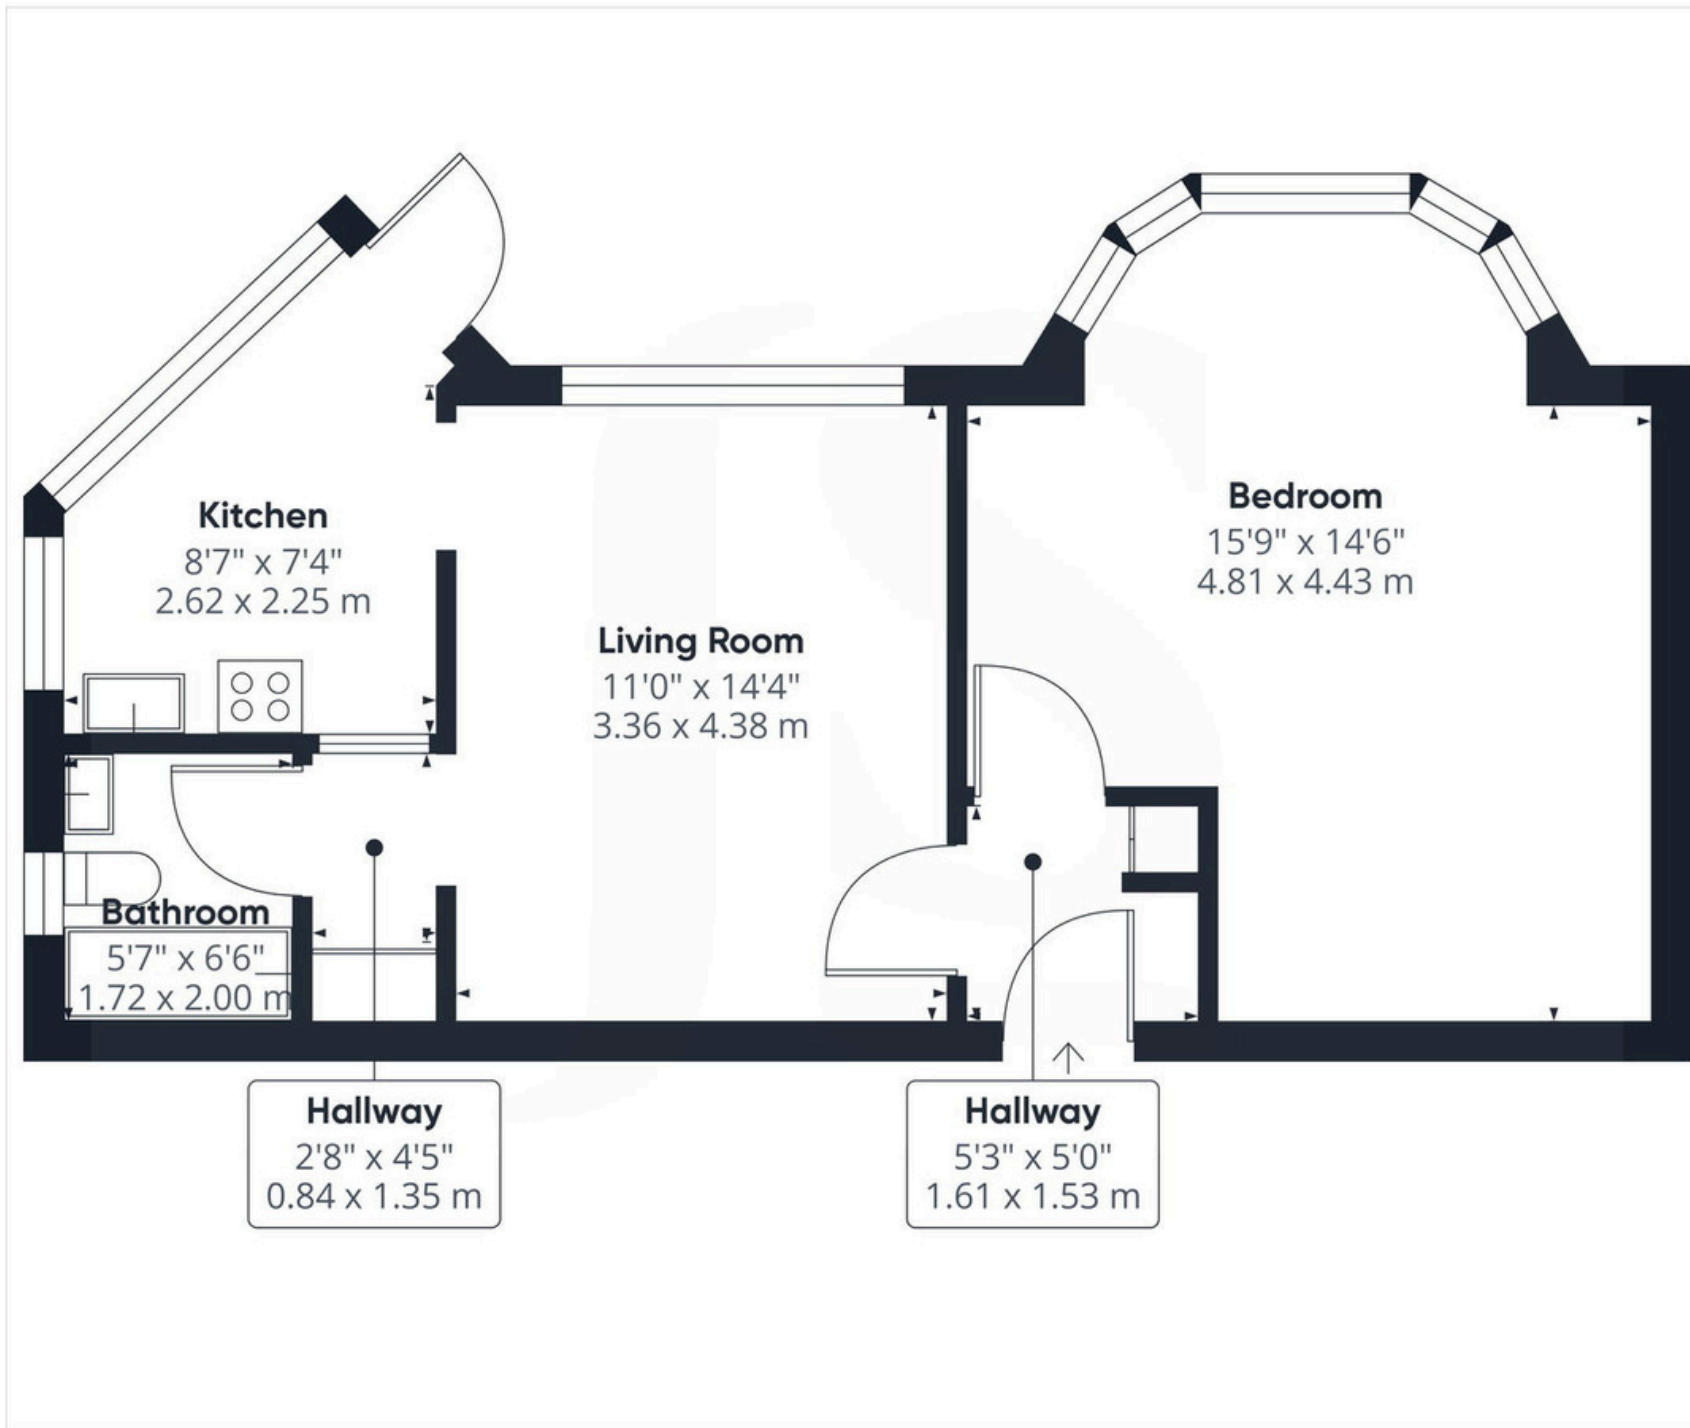 Kitchen
8'7" x 7'4"
2.62 x 2.25 m
Bedroom
15'9" x 14'6"
4.81 x 4.43 m
Living Room
11'0" x 14'4"
3.36 x 4.38 m
Bathroom
5'7" x 6'6"
1.72 x 2.00 m
Hallway
2'8" x 4'5"
0.84 x 1.35 m
Hallway
5'3" x 5'0"
1.61 x 1.53 m